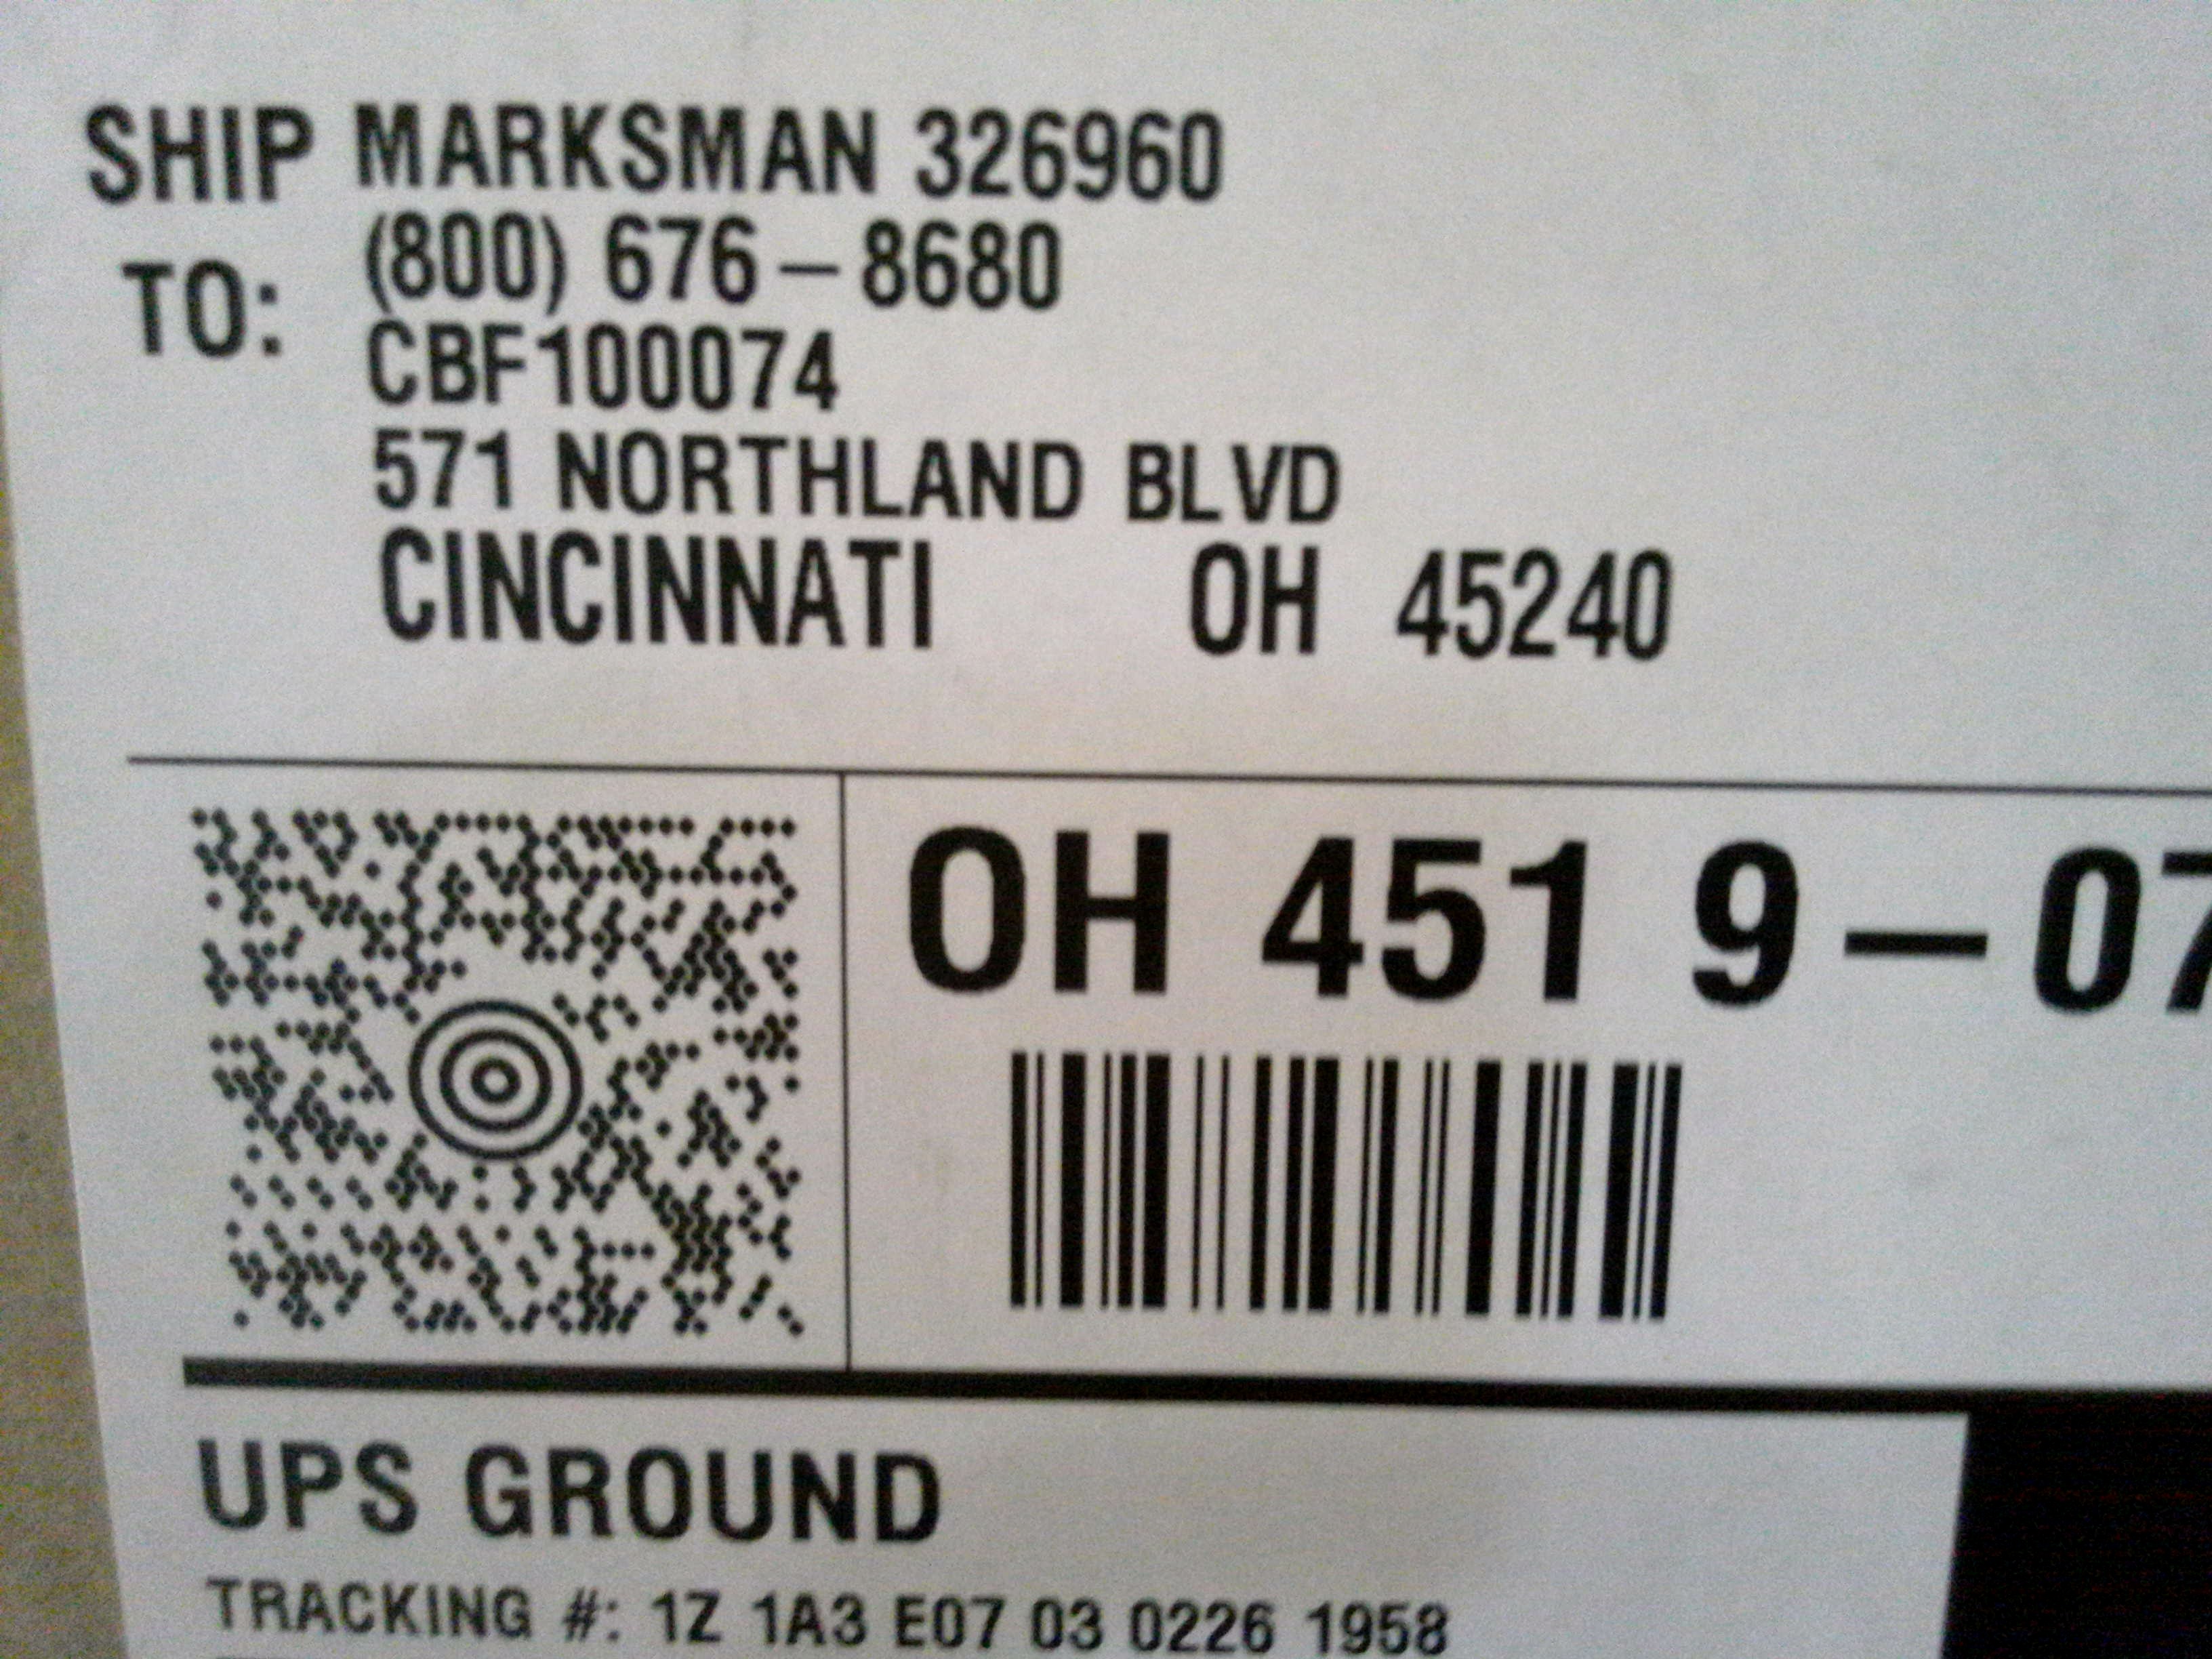 SHIP MARKSMAN 326960
TO: (800) 676-8680
CBF100074
571 NORTHLAND BLVD
CINCINNATI OH 45240
OH 451 9-07
UPS GROUND
TRACKING #: 1Z 1A3 E07 03 0226 1958